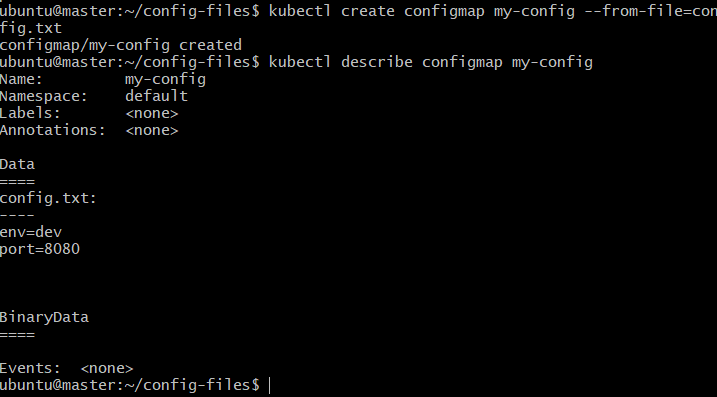 ubuntu@master:~/config-files$ kubectl create configmap my-config --from-file=con
fig.txt
configmap/my-config created
ubuntu@master:~/config-files$ kubectl describe configmap my-config
Name:         my-config
Namespace:    default
Labels:       <none>
Annotations:  <none>

Data
====
config.txt:
----
env=dev
port=8080

BinaryData
====

Events:  <none>
ubuntu@master:~/config-files$